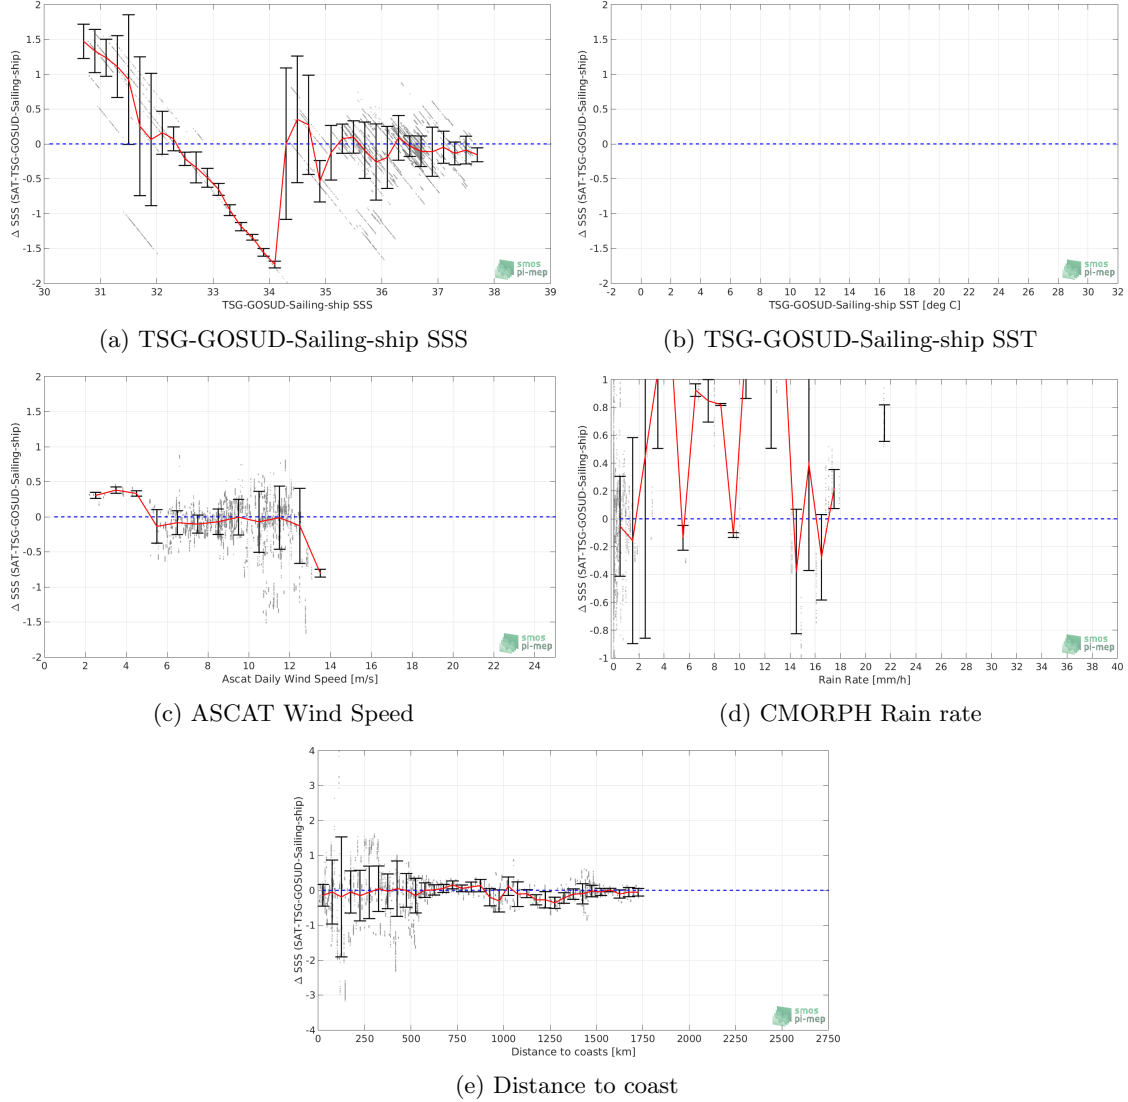 2
1.5
1
0.5
0
-0.5
-1
-1.5
-2
Δ SSS (SAT-TSG-GOSUD-Sailing-ship)
30 31 32 33 34 35 36 37 38 39
TSG-GOSUD-Sailing-ship SSS
smos
pi-mep
(a) TSG-GOSUD-Sailing-ship SSS
2
1.5
1
0.5
0
-0.5
-1
-1.5
-2
Δ SSS (SAT-TSG-GOSUD-Sailing-ship)
-2 0 2 4 6 8 10 12 14 16 18 20 22 24 26 28 30 32
TSG-GOSUD-Sailing-ship SST [deg C]
smos
pi-mep
(b) TSG-GOSUD-Sailing-ship SST
2
1.5
1
0.5
0
-0.5
-1
-1.5
-2
Δ SSS (SAT-TSG-GOSUD-Sailing-ship)
0 2 4 6 8 10 12 14 16 18 20 22 24
Ascat Daily Wind Speed [m/s]
smos
pi-mep
(c) ASCAT Wind Speed
1
0.8
0.6
0.4
0.2
0
-0.2
-0.4
-0.6
-0.8
-1
Δ SSS (SAT-TSG-GOSUD-Sailing-ship)
0 2 4 6 8 10 12 14 16 18 20 22 24 26 28 30 32 34 36 38 40
Rain Rate [mm/h]
smos
pi-mep
(d) CMORPH Rain rate
4
3
2
1
0
-1
-2
-3
-4
Δ SSS (SAT-TSG-GOSUD-Sailing-ship)
0 250 500 750 1000 1250 1500 1750 2000 2250 2500 2750
Distance to coasts [km]
smos
pi-mep
(e) Distance to coast